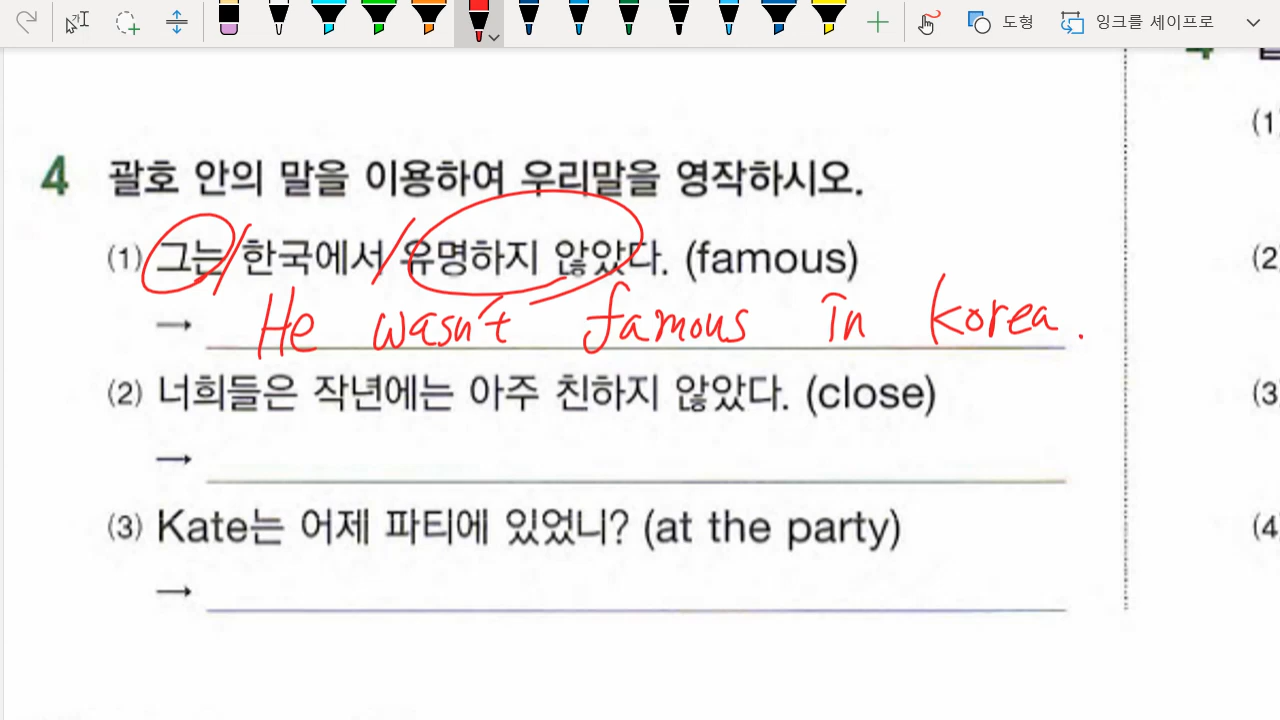 도형
잉크를 셰이프로
4 괄호 안의 말을 이용하여 우리말을 영작하시오.
(1) 그는 / 한국에서 / 유명하지 않았다. (famous)
→ He wasn't famous in korea.
(2) 너희들은 작년에는 아주 친하지 않았다. (close)
→
(3) Kate는 어제 파티에 있었니? (at the party)
→
(1
(2
(3
(4